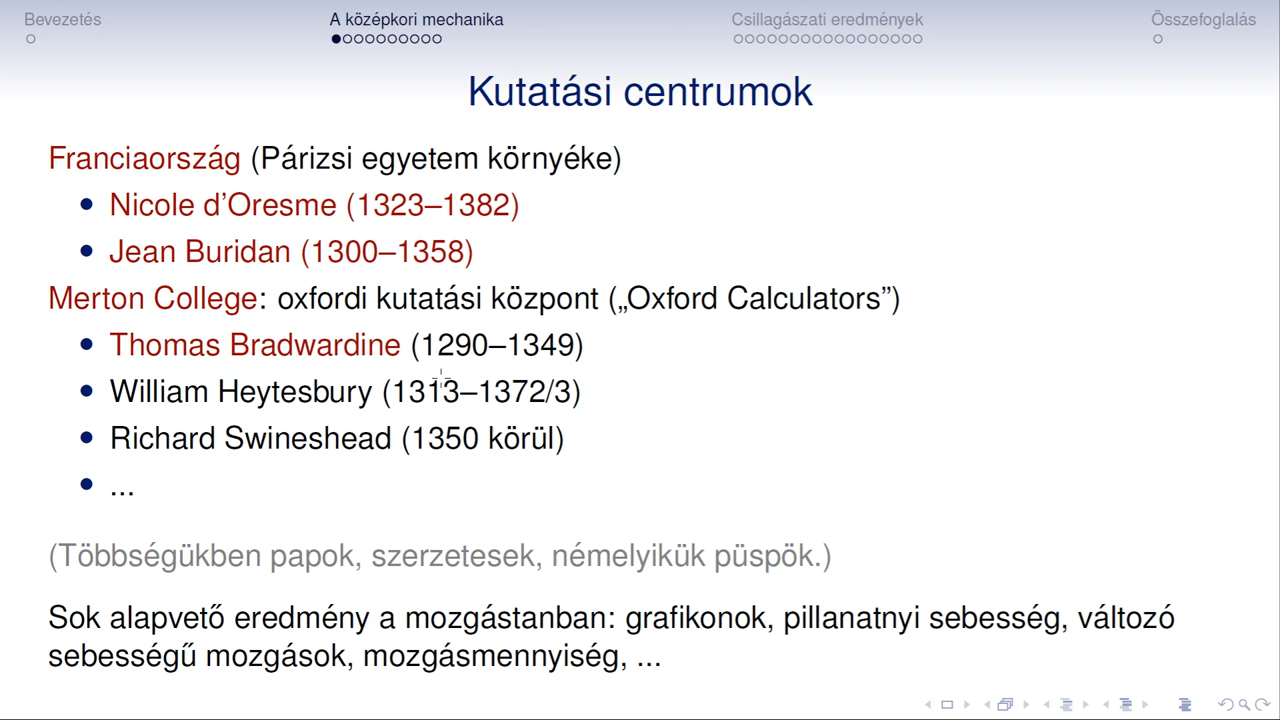 Bevezetés A középkori mechanika Csillagászati eredmények Összefoglalás
Kutatási centrumok
Franciaország (Párizsi egyetem környéke)
• Nicole d'Oresme (1323–1382)
• Jean Buridan (1300–1358)
Merton College: oxfordi kutatási központ („Oxford Calculators”)
• Thomas Bradwardine (1290–1349)
• William Heytesbury (1313–1372/3)
• Richard Swineshead (1350 körül)
• ...
(Többségükben papok, szerzetesek, némelyikük püspök.)
Sok alapvető eredmény a mozgástanban: grafikonok, pillanatnyi sebesség, változó
sebességű mozgások, mozgásmennyiség, ...